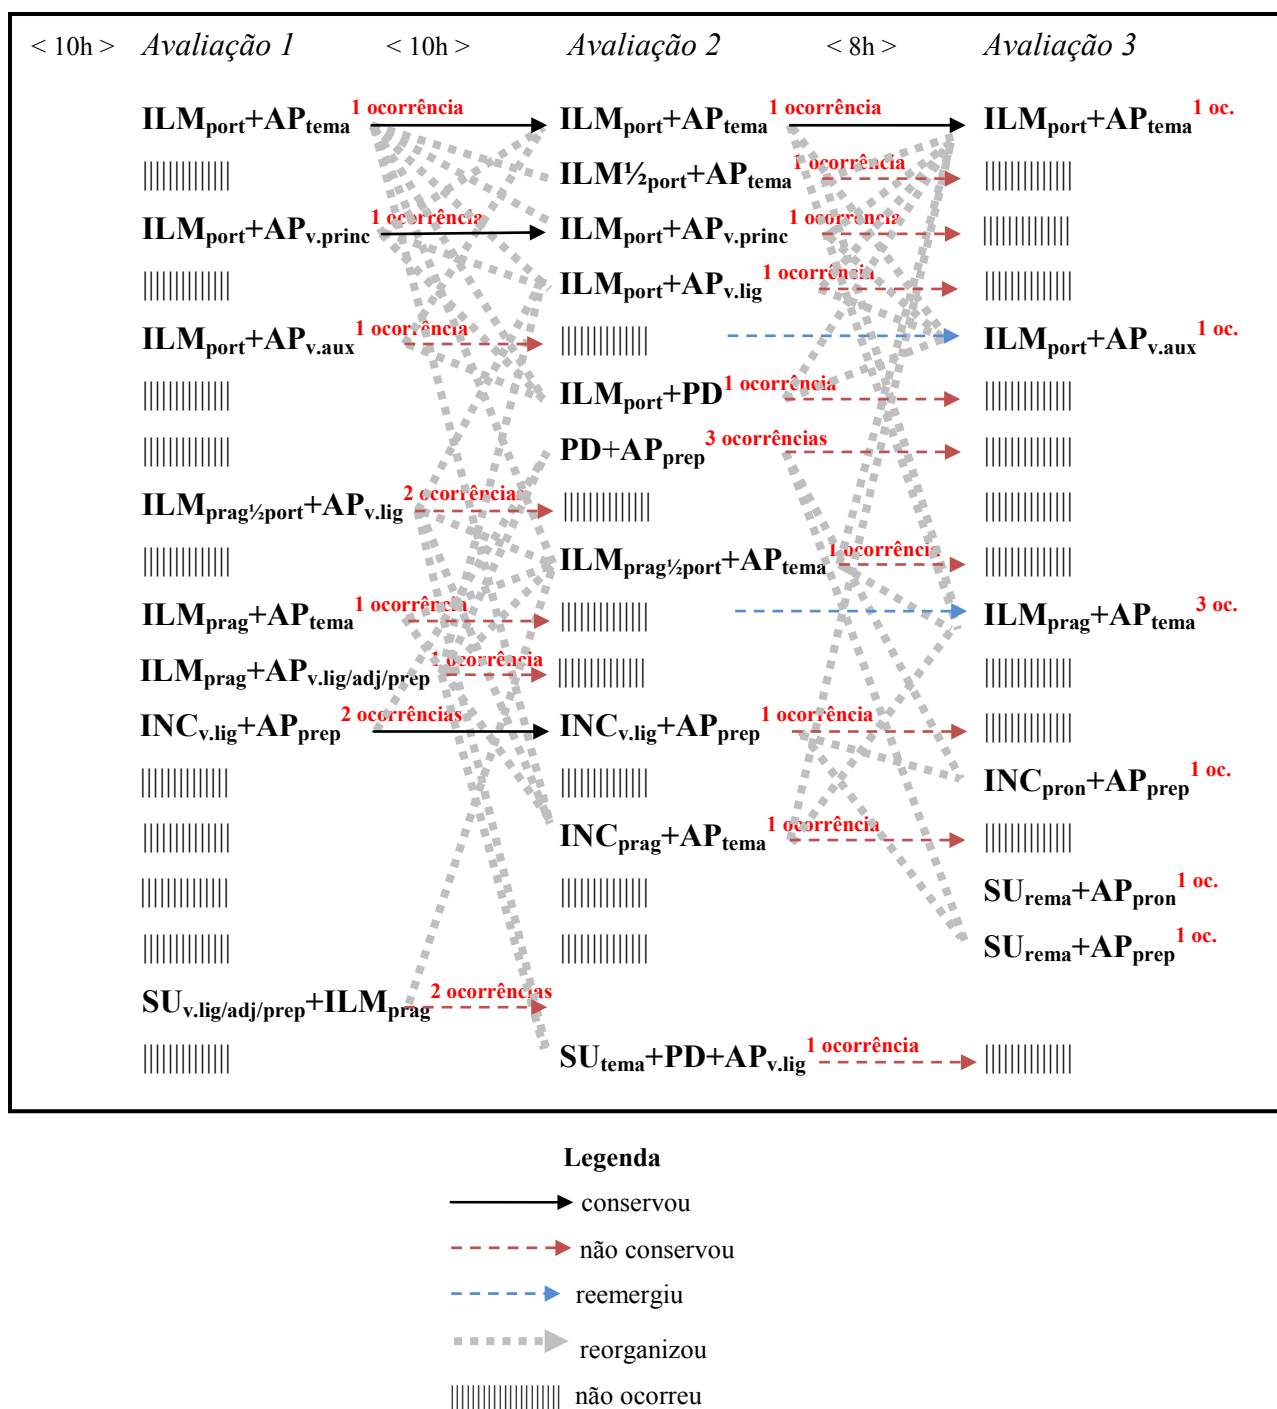 < 10h > Avaliação 1 < 10h > Avaliação 2 < 8h > Avaliação 3
ILMport+APtema 1 ocorrência ILMport+APtema 1 ocorrência ILMport+APtema 1 oc.
ILM½port+APtema 1 ocorrência
ILMport+APv.princ 1 ocorrência ILMport+APv.princ 1 ocorrência
ILMport+APv.lig 1 ocorrência
ILMport+APv.aux 1 ocorrência ILMport+APv.aux 1 oc.
ILMport+PD 1 ocorrência
PD+APprep 3 ocorrências
ILMprag½port+APv.lig 2 ocorrências
ILMprag½port+APtema 1 ocorrência
ILMprag+APtema 1 ocorrência ILMprag+APtema 3 oc.
ILMprag+APv.lig/adj/prep 1 ocorrência
INCv.lig+APprep 2 ocorrências INCv.lig+APprep 1 ocorrência
INCpron+APprep 1 oc.
INCprag+APtema 1 ocorrência
SUrema+APpron 1 oc.
SUrema+APprep 1 oc.
SUv.lig/adj/prep+ILMprag 2 ocorrências
SUtema+PD+APv.lig 1 ocorrência
Legenda
conservou
não conservou
reemergiu
reorganizou
não ocorreu